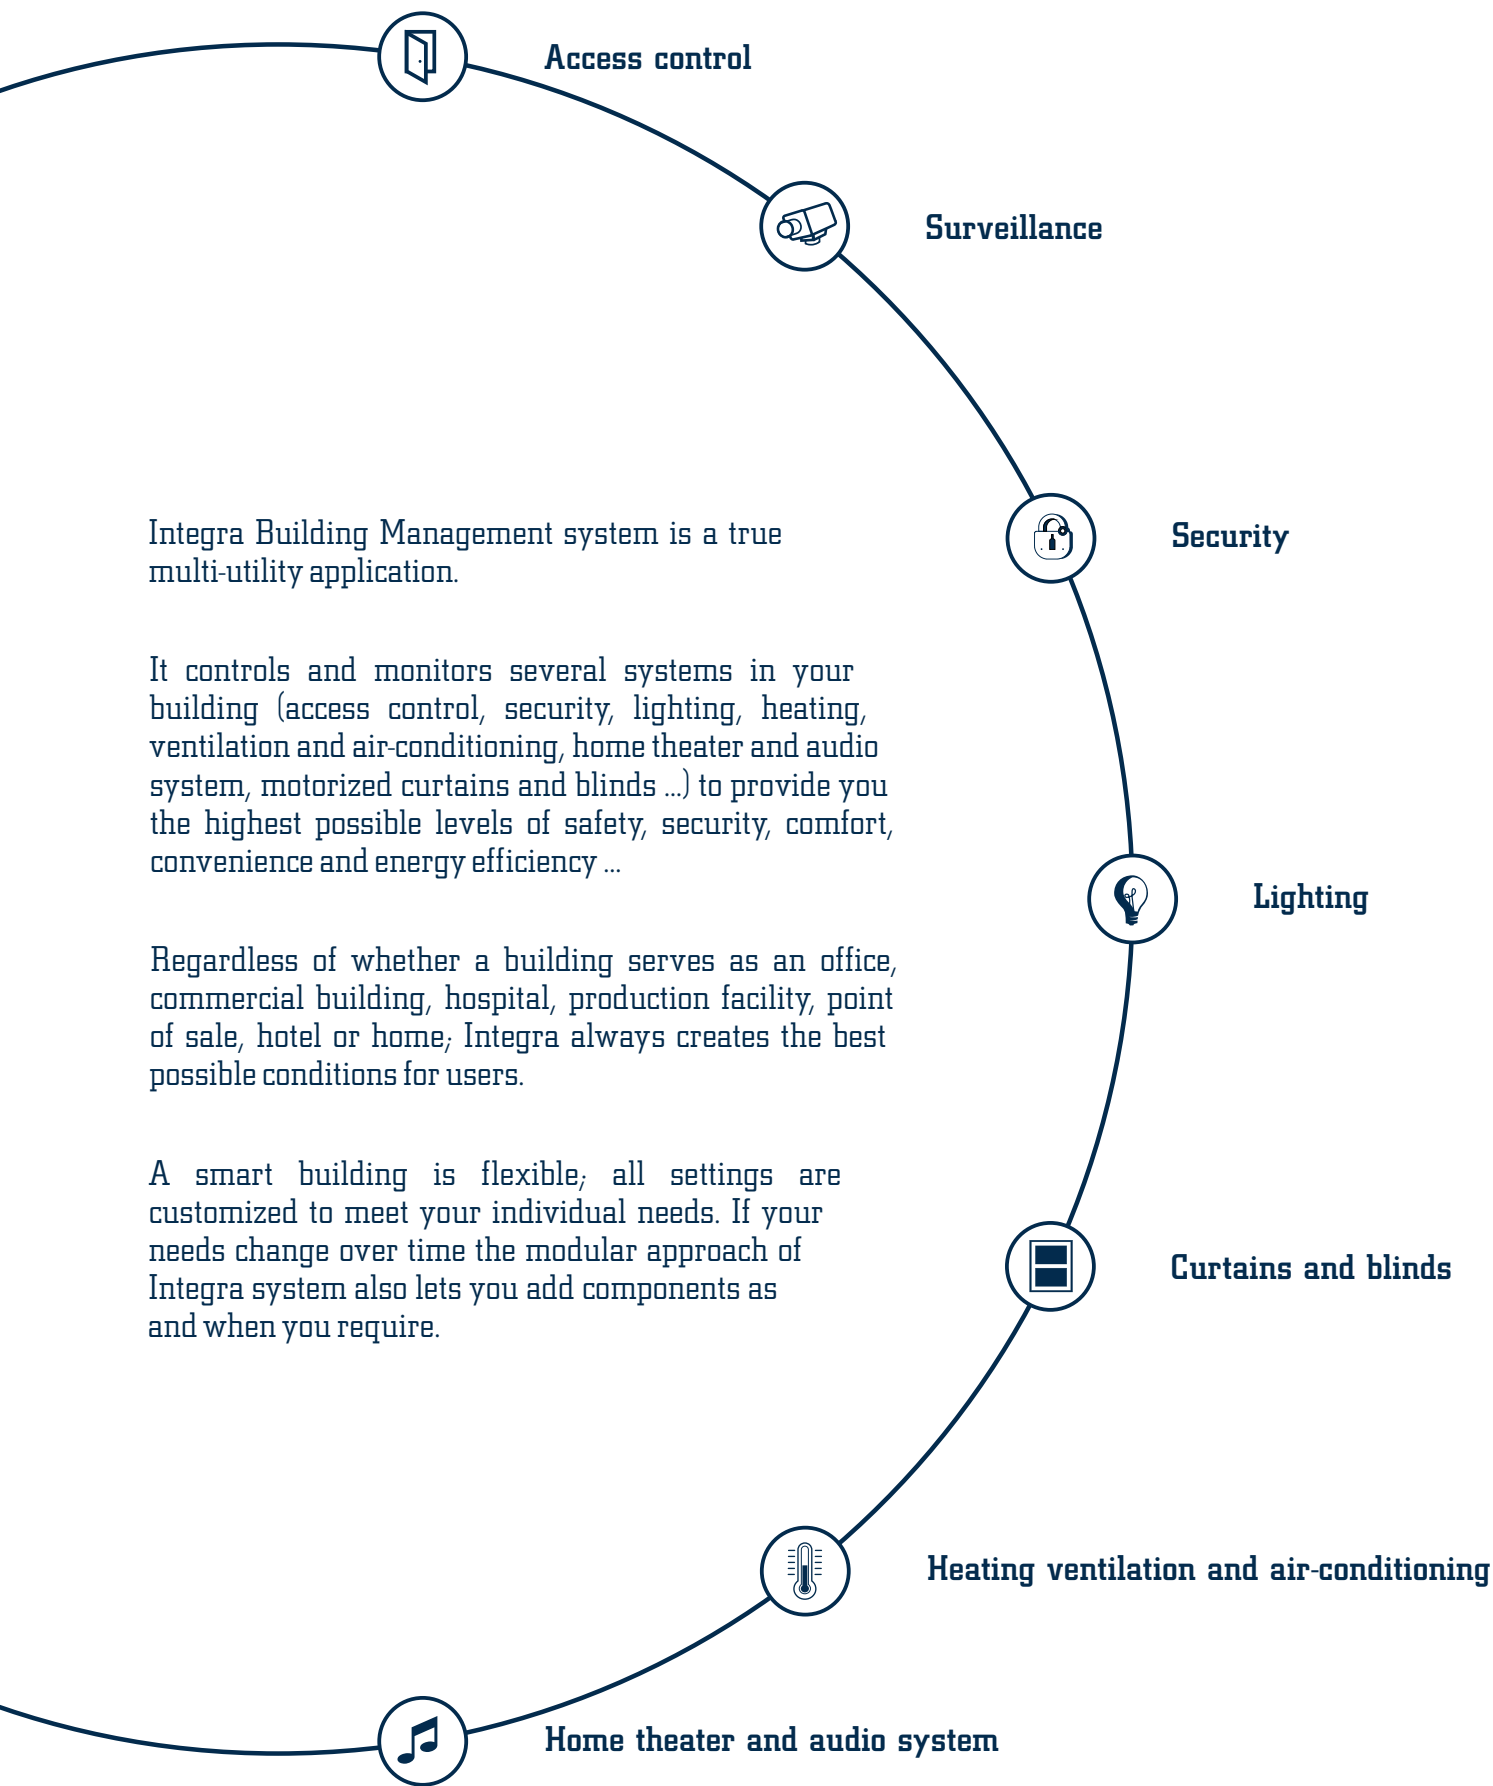 Access control
Surveillance
Integra Building Management system is a true
multi-utility application.
Security
It controls and monitors several systems in your
building (access control, security, lighting, heating,
ventilation and air-conditioning, home theater and audio
system, motorized curtains and blinds ...) to provide you
the highest possible levels of safety, security, comfort,
convenience and energy efficiency ...
Lighting
Regardless of whether a building serves as an office,
commercial building, hospital, production facility, point
of sale, hotel or home; Integra always creates the best
possible conditions for users.
A smart building is flexible; all settings are
customized to meet your individual needs. If your
needs change over time the modular approach of
Integra system also lets you add components as
and when you require.
Curtains and blinds
Heating ventilation and air-conditioning
Home theater and audio system